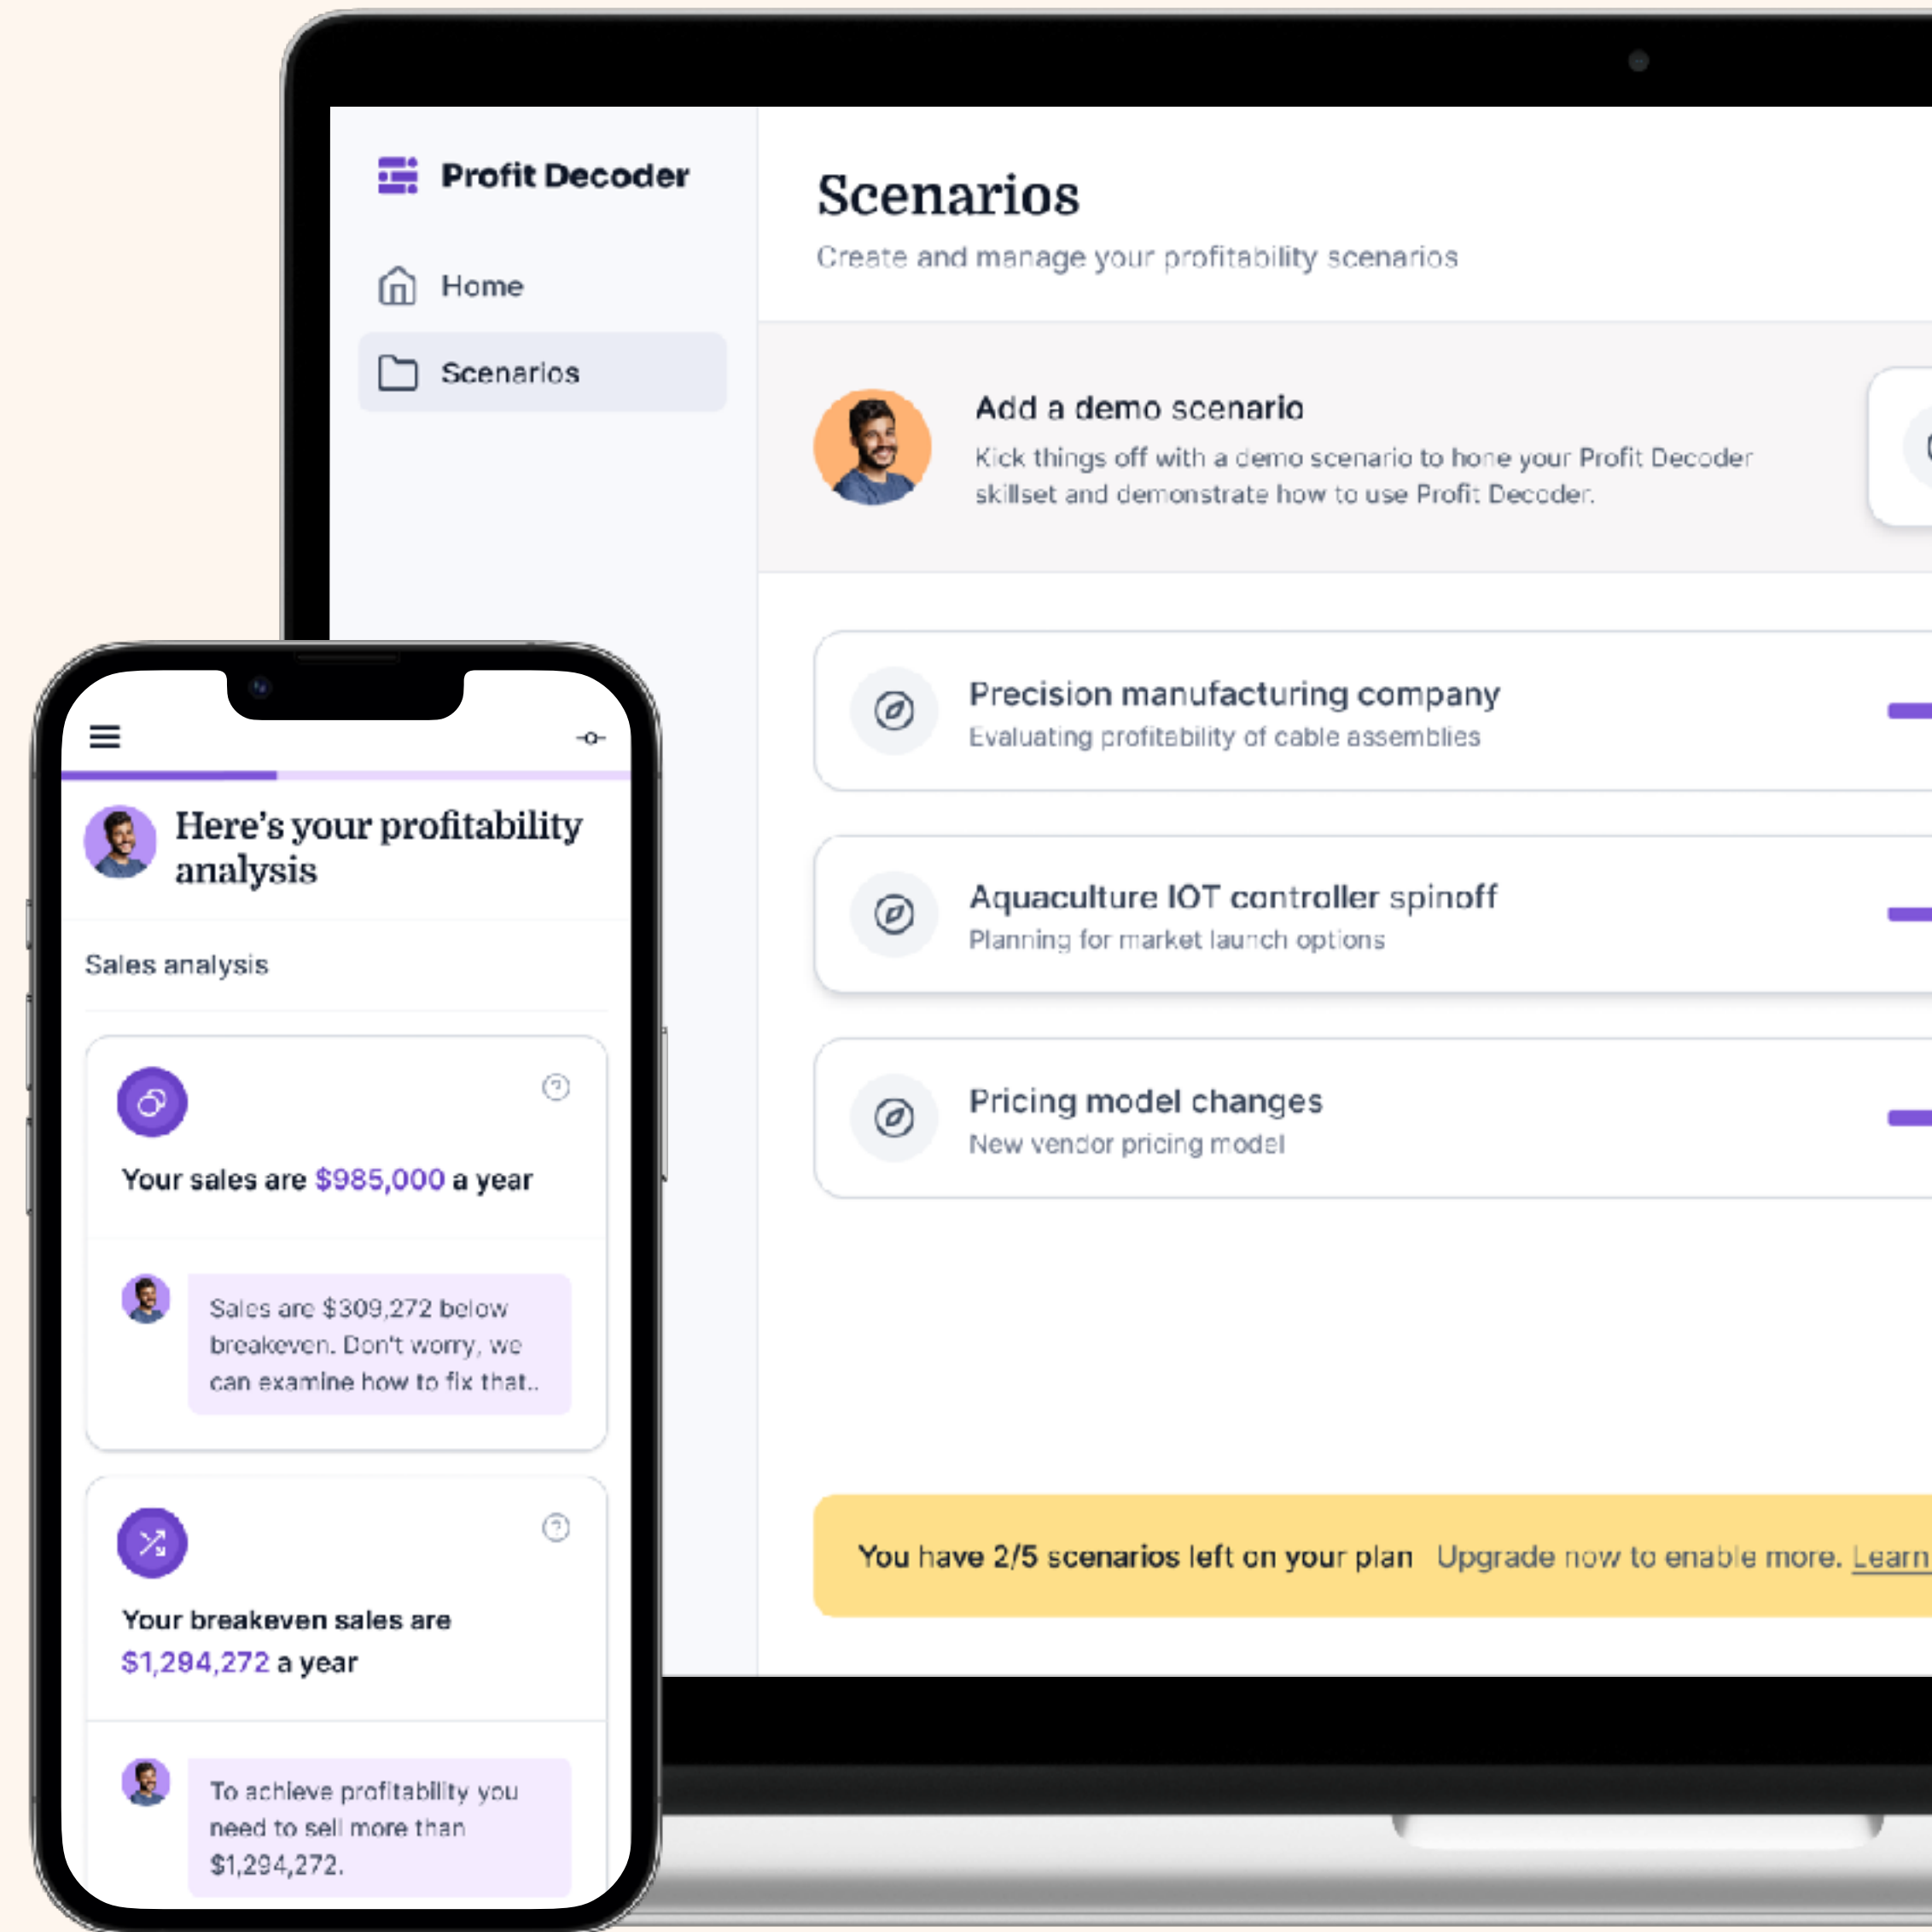 Profit Decoder
Home
Scenarios
Scenarios
Create and manage your profitability scenarios
Add a demo scenario
Kick things off with a demo scenario to hone your Profit Decoder
skillset and demonstrate how to use Profit Decoder.
Precision manufacturing company
Evaluating profitability of cable assemblies
Aquaculture IOT controller spinoff
Planning for market launch options
Pricing model changes
New vendor pricing model
You have 2/5 scenarios left on your plan Upgrade now to enable more. Learn
Here's your profitability
analysis
Sales analysis
Your sales are $985,000 a year
Sales are $309,272 below
breakeven. Don't worry, we
can examine how to fix that..
Your breakeven sales are
$1,294,272 a year
To achieve profitability you
need to sell more than
$1,294,272.